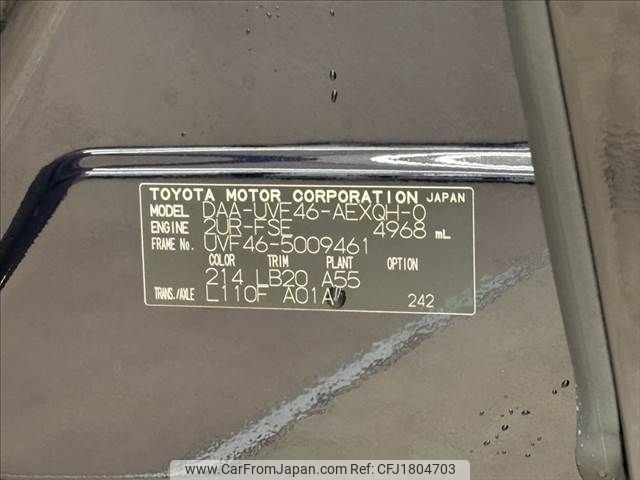 TOYOTA MOTOR CORPORATION JAPAN
MODEL DAA-UVF46-AEXQH-0
ENGINE 2UR-FSE 4968 mL
FRAME No. UVF46-5009461
COLOR TRIM PLANT OPTION
214 LB20 A55
TRANS./AXLE L110F A01A 242
www.CarFromJapan.com Ref No: CFJ1804703